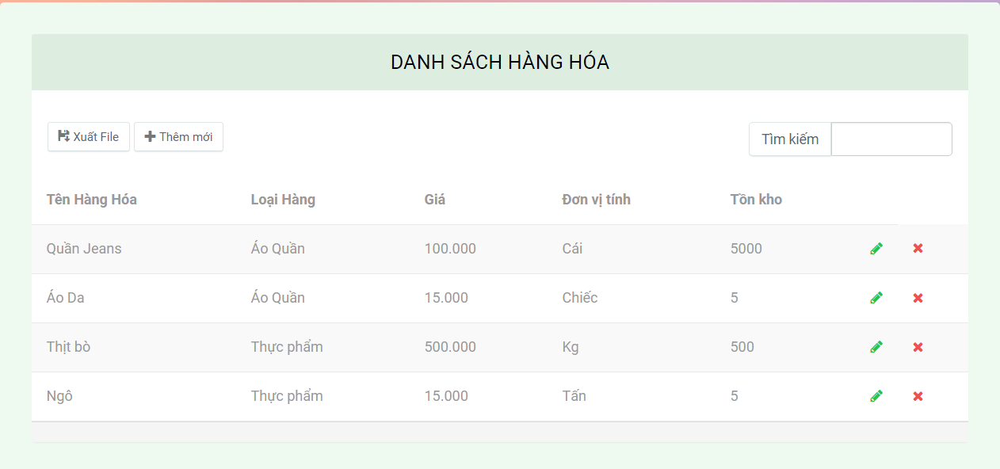 DANH SÁCH HÀNG HÓA
Xuất File Thêm mới Tìm kiếm
Tên Hàng Hóa Loại Hàng Giá Đơn vị tính Tồn kho
Quần Jeans Áo Quần 100.000 Cái 5000
Áo Da Áo Quần 15.000 Chiếc 5
Thịt bò Thực phẩm 500.000 Kg 500
Ngô Thực phẩm 15.000 Tấn 5